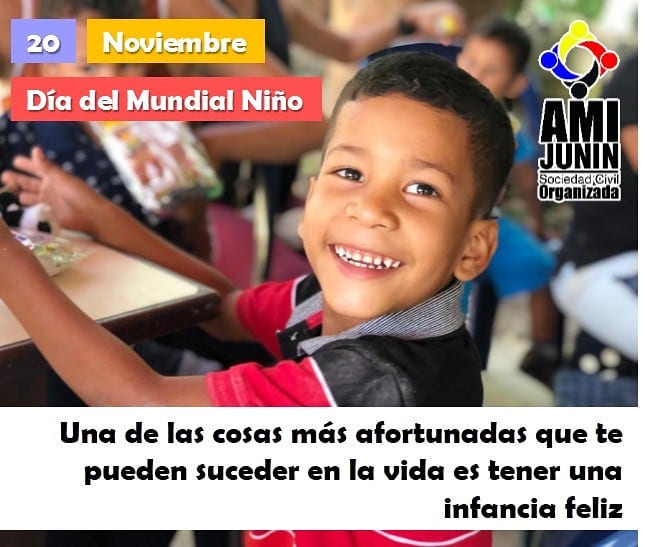 20 Noviembre
Día del Mundial Niño
AMI
JUNIN
Sociedad Civil
Organizada
Una de las cosas más afortunadas que te
pueden suceder en la vida es tener una
infancia feliz